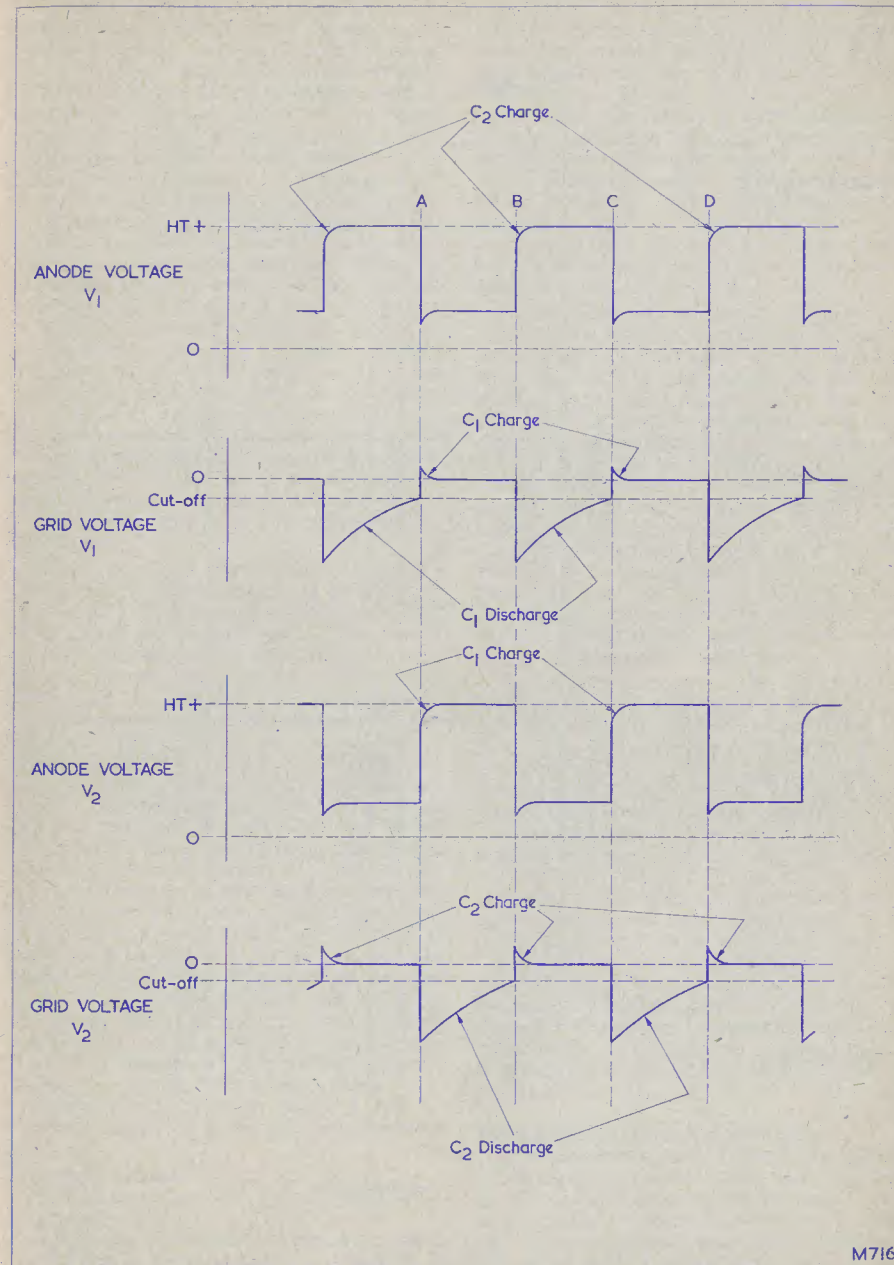 C2 Charge.
A B C D
HT+
ANODE VOLTAGE
V1
O
C1 Charge
O
Cut-off
GRID VOLTAGE
V1
C1 Discharge
C1 Charge
HT+
ANODE VOLTAGE
V2
O
C2 Charge
O
Cut-off
GRID VOLTAGE
V2
C2 Discharge
M716